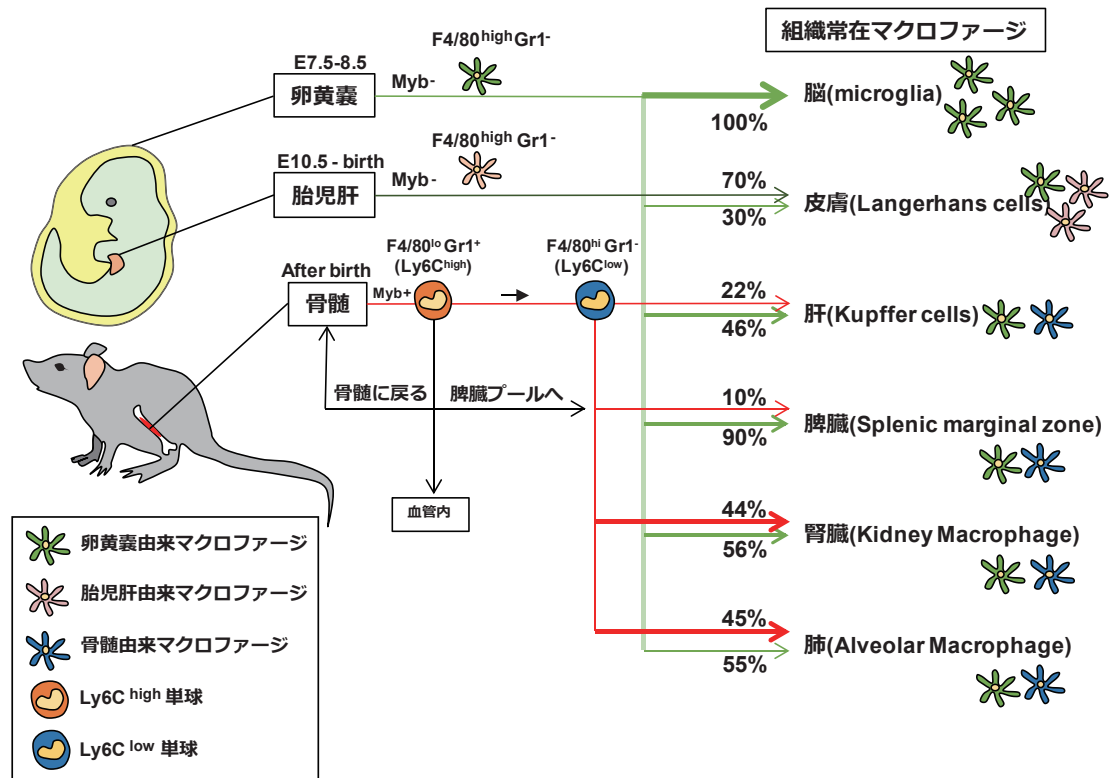 組織常在マクロファージ
F4/80high Gr1-
E7.5-8.5
卵黄嚢
Myb-
100%
脳(microglia)
F4/80high Gr1-
E10.5 - birth
胎児肝
Myb-
70%
30%
皮膚(Langerhans cells)
F4/80lo Gr1+
(Ly6Chigh)
F4/80hi Gr1-
(Ly6Clow)
After birth
骨髄
Myb+
22%
46%
肝(Kupffer cells)
骨髄に戻る
脾臓プールへ
10%
90%
脾臓(Splenic marginal zone)
血管内
44%
56%
腎臓(Kidney Macrophage)
45%
55%
肺(Alveolar Macrophage)
卵黄嚢由来マクロファージ
胎児肝由来マクロファージ
骨髄由来マクロファージ
Ly6C high 単球
Ly6C low 単球